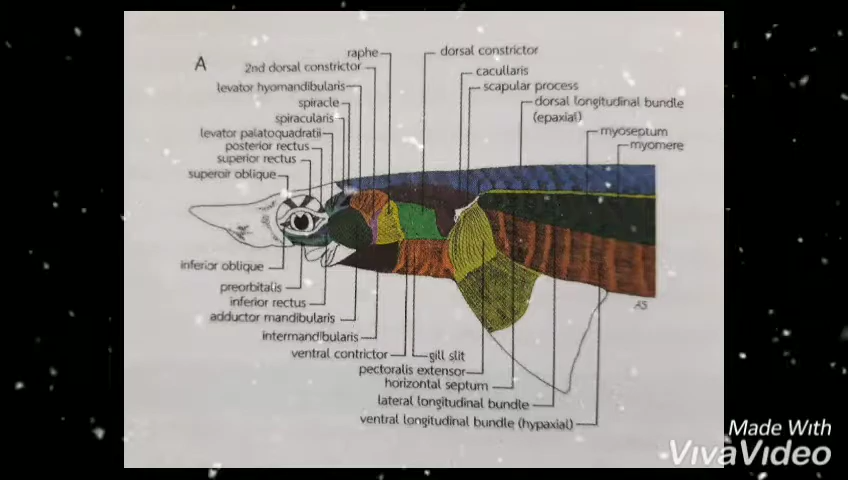 A
raphe
dorsal constrictor
2nd dorsal constrictor
cacullaris
levator hyomandibularis
scapular process
spiracle
dorsal longitudinal bundle
(epaxial)
spiracularis
myoseptum
levator palatoquadratii
posterior rectus
myomere
superior rectus
superoir oblique
inferior oblique
preorbitalis
inferior rectus
AS
adductor mandibularis
intermandibularis
ventral contrictor
gill slit
pectoralis extensor
horizontal septum
lateral longitudinal bundle
ventral longitudinal bundle (hypaxial)
Made With
VivaVideo